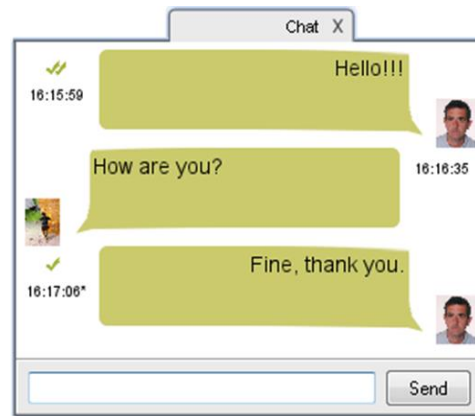 Chat X
Hello!!!
16:15:59
How are you?
16:16:35
Fine, thank you.
16:17:06*
Send